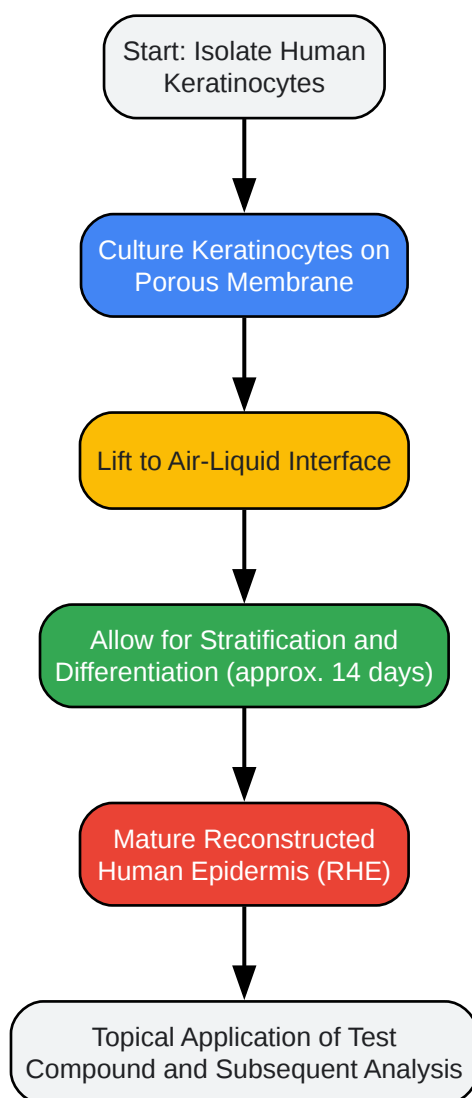 Start: Isolate Human
Keratinocytes
Culture Keratinocytes on
Porous Membrane
Lift to Air-Liquid Interface
Allow for Stratification and
Differentiation (approx. 14 days)
Mature Reconstructed
Human Epidermis (RHE)
Topical Application of Test
Compound and Subsequent Analysis